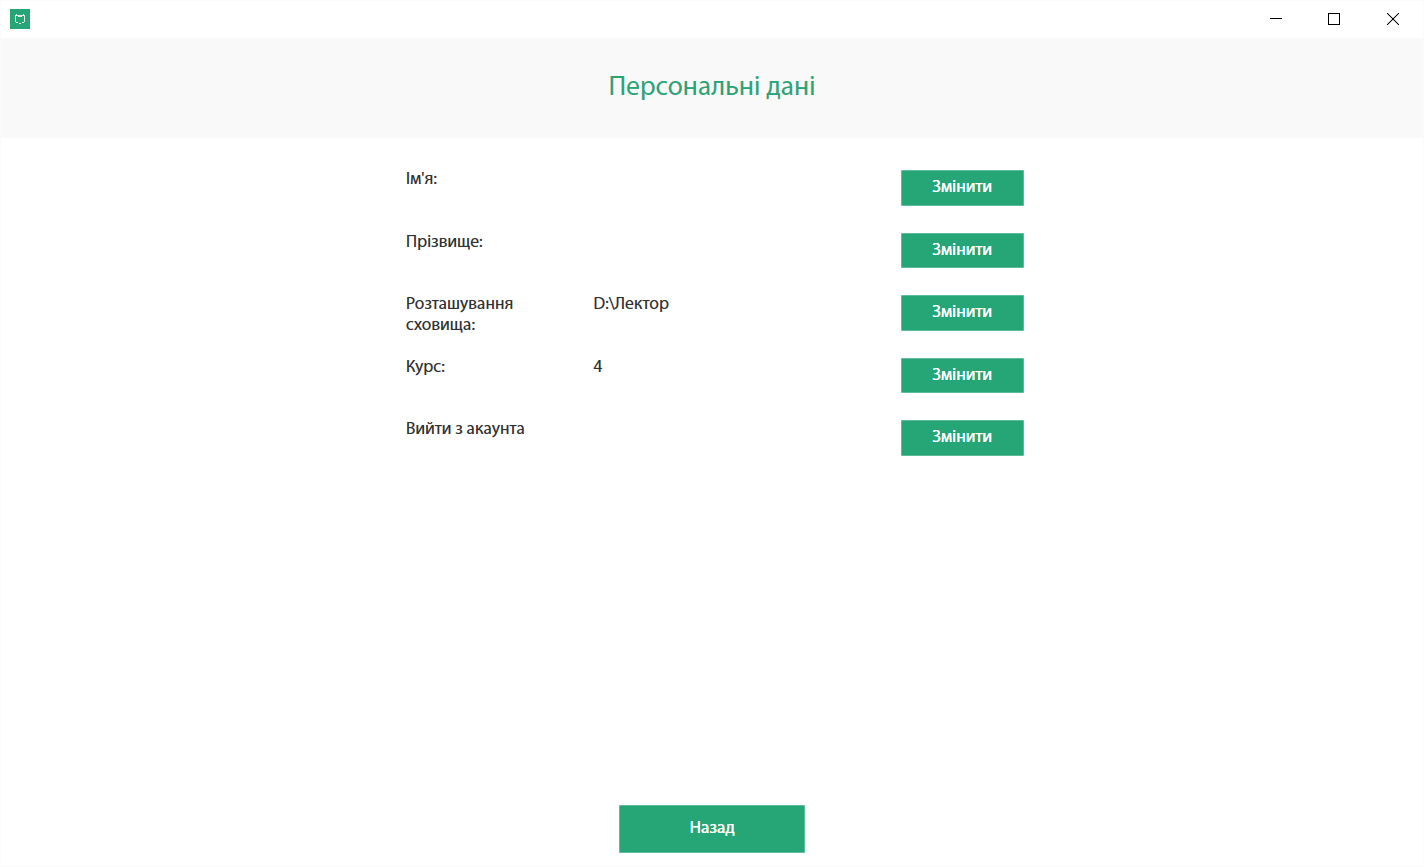 Персональні дані
Ім'я:
Змінити
Прізвище:
Змінити
Розташування
сховища:
D:\Лектор
Змінити
Курс:
4
Змінити
Вийти з акаунта
Змінити
Назад